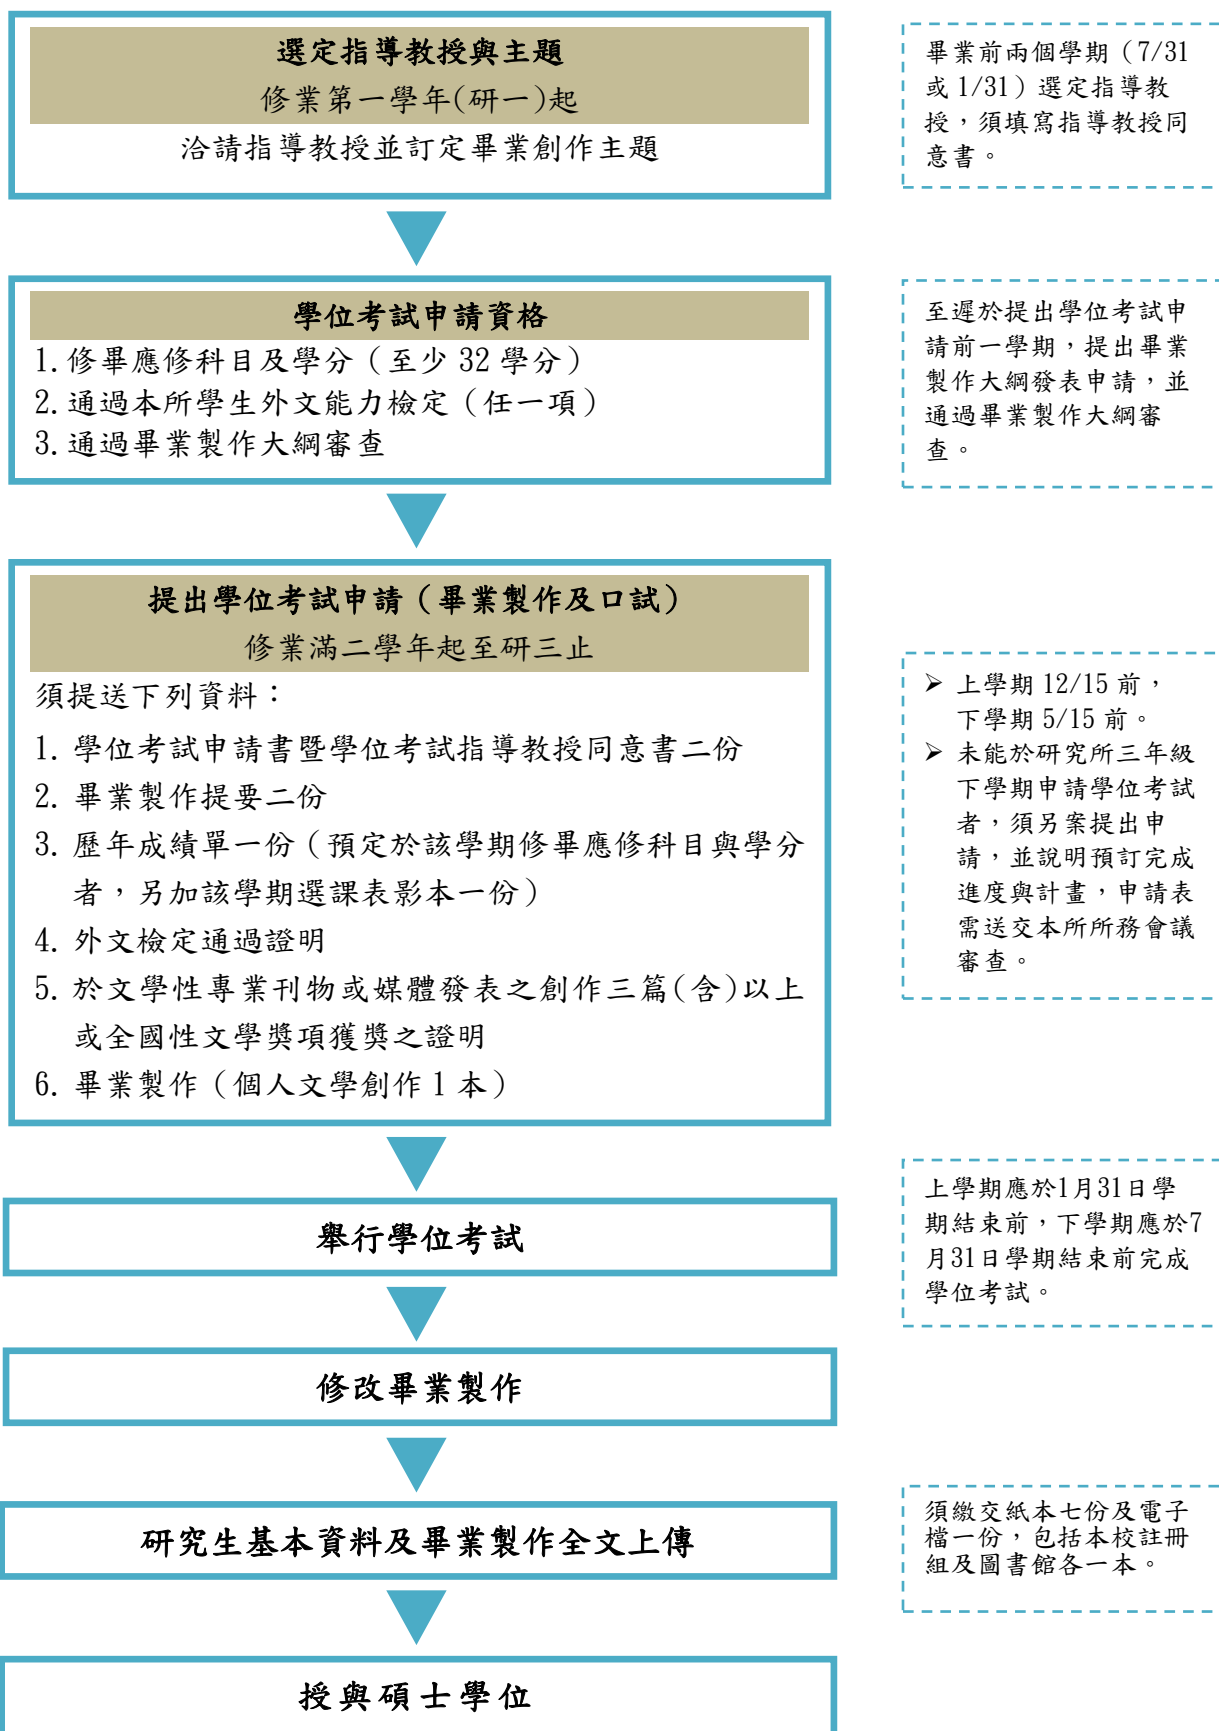 選定指導教授與主題
修業第一學年(研一)起
洽請指導教授並訂定畢業創作主題
畢業前兩個學期（7/31
或 1/31）選定指導教
授，須填寫指導教授同
意書。
學位考試申請資格
1.修畢應修科目及學分（至少 32 學分）
2.通過本所學生外文能力檢定（任一項）
3.通過畢業製作大綱審查
至遲於提出學位考試申
請前一學期，提出畢業
製作大綱發表申請，並
通過畢業製作大綱審
查。
提出學位考試申請（畢業製作及口試）
修業滿二學年起至研三止
須提送下列資料：
1. 學位考試申請書暨學位考試指導教授同意書二份
2. 畢業製作提要二份
3. 歷年成績單一份（預定於該學期修畢應修科目與學分
者，另加該學期選課表影本一份）
4. 外文檢定通過證明
5. 於文學性專業刊物或媒體發表之創作三篇(含)以上
或全國性文學獎項獲獎之證明
6. 畢業製作（個人文學創作 1 本）
➢ 上學期 12/15 前，
下學期 5/15 前。
➢ 未能於研究所三年級
下學期申請學位考試
者，須另案提出申
請，並說明預訂完成
進度與計畫，申請表
需送交本所所務會議
審查。
舉行學位考試
上學期應於1月31日學
期結束前，下學期應於7
月31日學期結束前完成
學位考試。
修改畢業製作
研究生基本資料及畢業製作全文上傳
須繳交紙本七份及電子
檔一份，包括本校註冊
組及圖書館各一本。
授與碩士學位